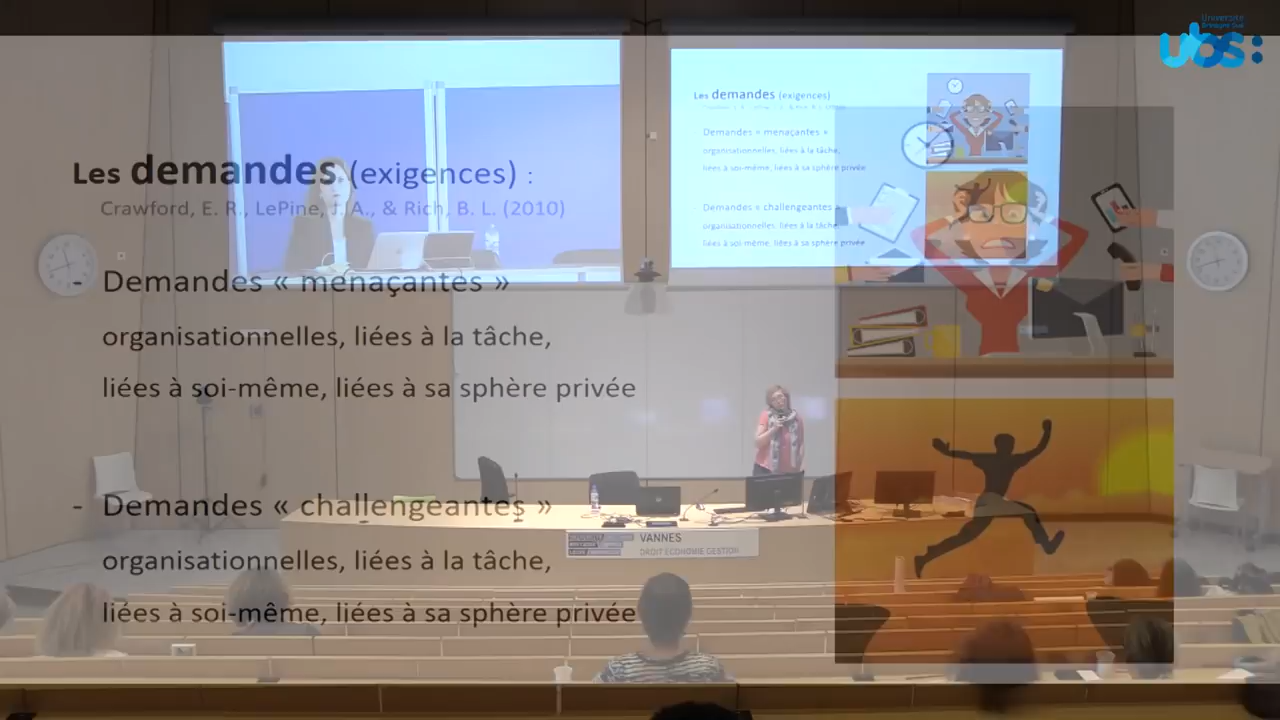 Université
Bretagne Sud
ubs:
Les demandes (exigences) :
Crawford, E. R., LePine, J. A., & Rich, B. L. (2010)
Demandes « menaçantes »
organisationnelles, liées à la tâche,
liées à soi-même, liées à sa sphère privée
- Demandes « challengeantes »
organisationnelles, liées à la tâche,
liées à soi-même, liées à sa sphère privée
Les demandes (exigences)
Demandes « menaçantes »
organisationnelles, liées à la tâche,
liées à soi-même, liées à sa sphère privée
Demandes « challengeantes »
organisationnelles, liées à la tâche,
liées à soi-même, liées à sa sphère privée
VANNES
DROIT ECONOMIE GESTION